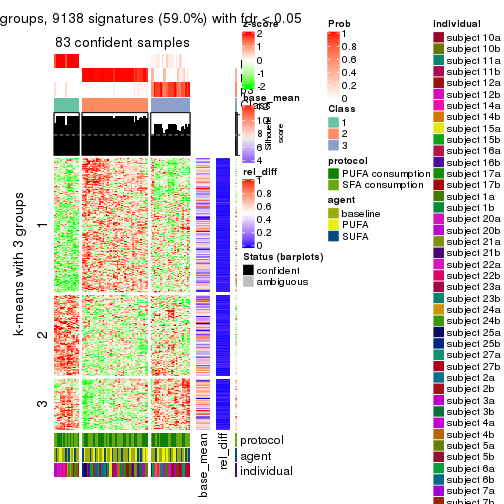 groups, 9138 signatures (59.0%) with fdr < 0.05
83 confident samples
k-means with 3 groups
1
2
3
base_mean
rel_diff
protocol
agent
individual
z-score
2
1
0
-1
-2
base_mean
14
12
10
8
6
4
Silhouette
score
rel_diff
1
0.8
0.6
0.4
0.2
0
Status (barplots)
confident
ambiguous
Prob
1
0.8
0.6
0.4
0.2
0
Class
1
2
3
protocol
PUFA consumption
SFA consumption
agent
baseline
PUFA
SUFA
individual
subject 10a
subject 10b
subject 11a
subject 11b
subject 12a
subject 12b
subject 14a
subject 14b
subject 15a
subject 15b
subject 16a
subject 16b
subject 17a
subject 17b
subject 1a
subject 1b
subject 20a
subject 20b
subject 21a
subject 21b
subject 22a
subject 22b
subject 23a
subject 23b
subject 24a
subject 24b
subject 25a
subject 25b
subject 27a
subject 27b
subject 2a
subject 2b
subject 3a
subject 3b
subject 4a
subject 4b
subject 5a
subject 5b
subject 6a
subject 6b
subject 7a
subject 7b